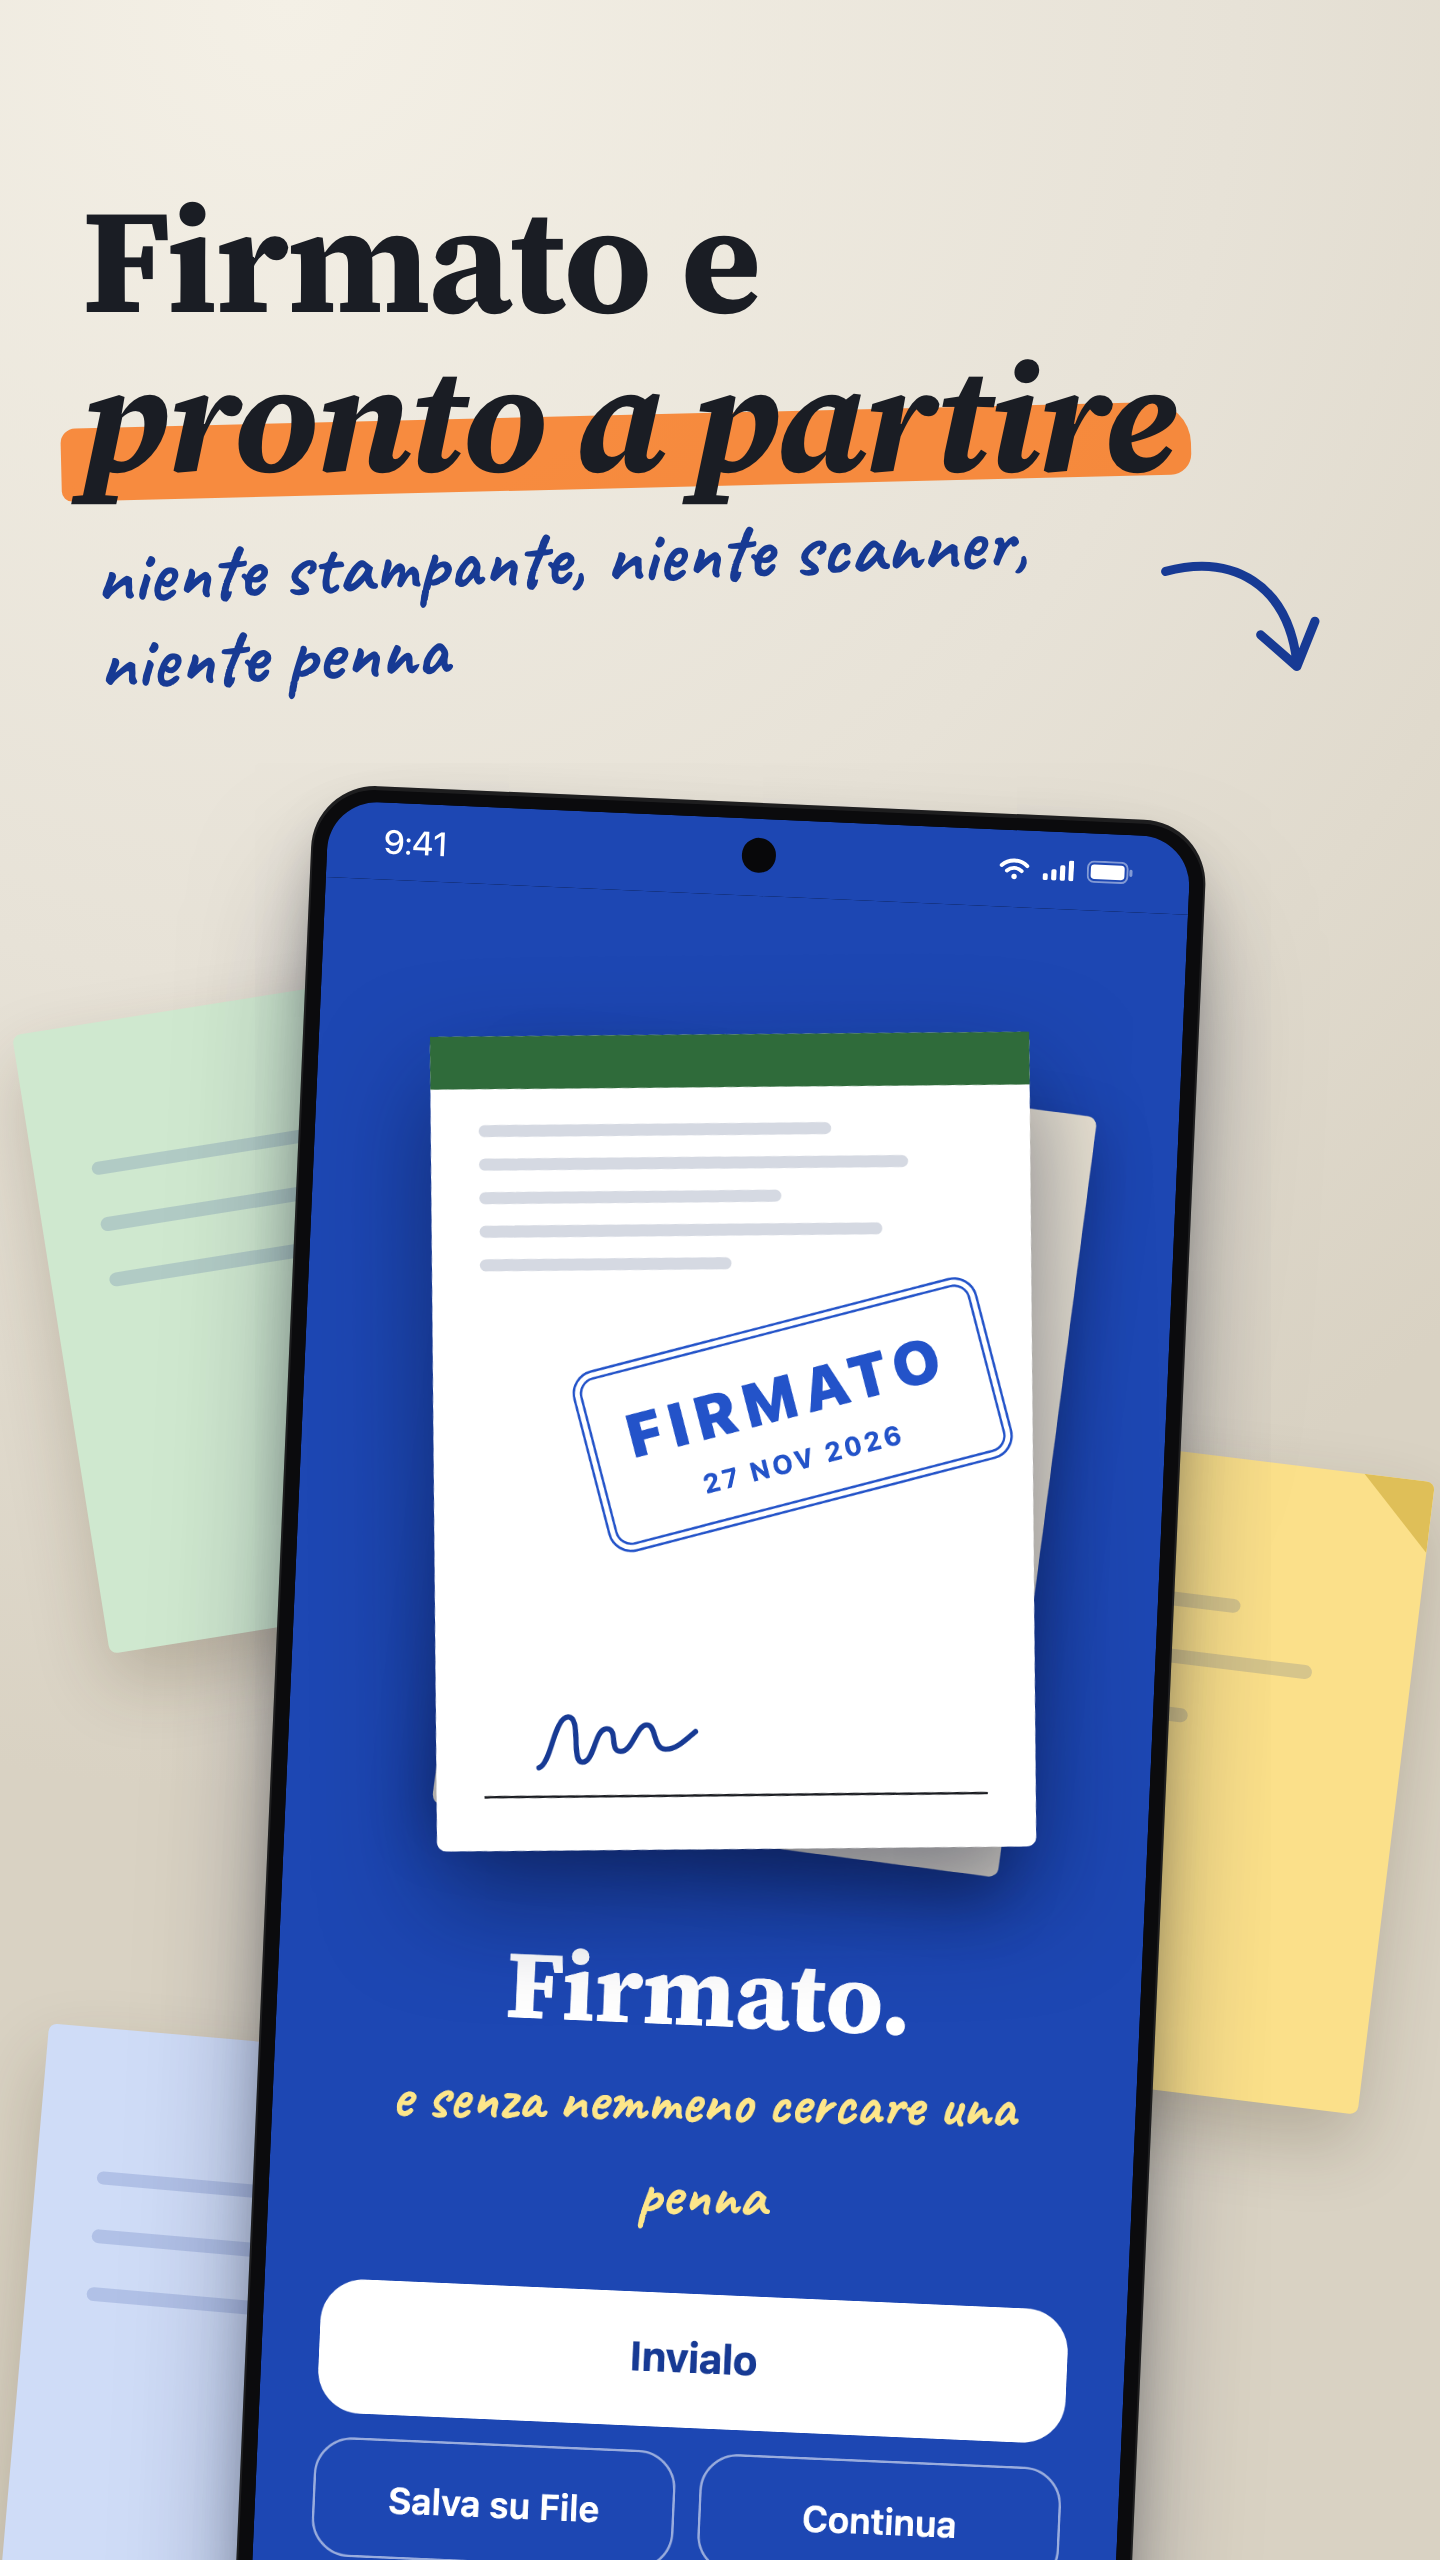 Firmato e
pronto a partire
niente stampante, niente scanner,
niente penna
9:41
FIRMATO
27 NOV 2026
Firmato.
e senza nemmeno cercare una
penna
Invialo
Salva su File
Continua